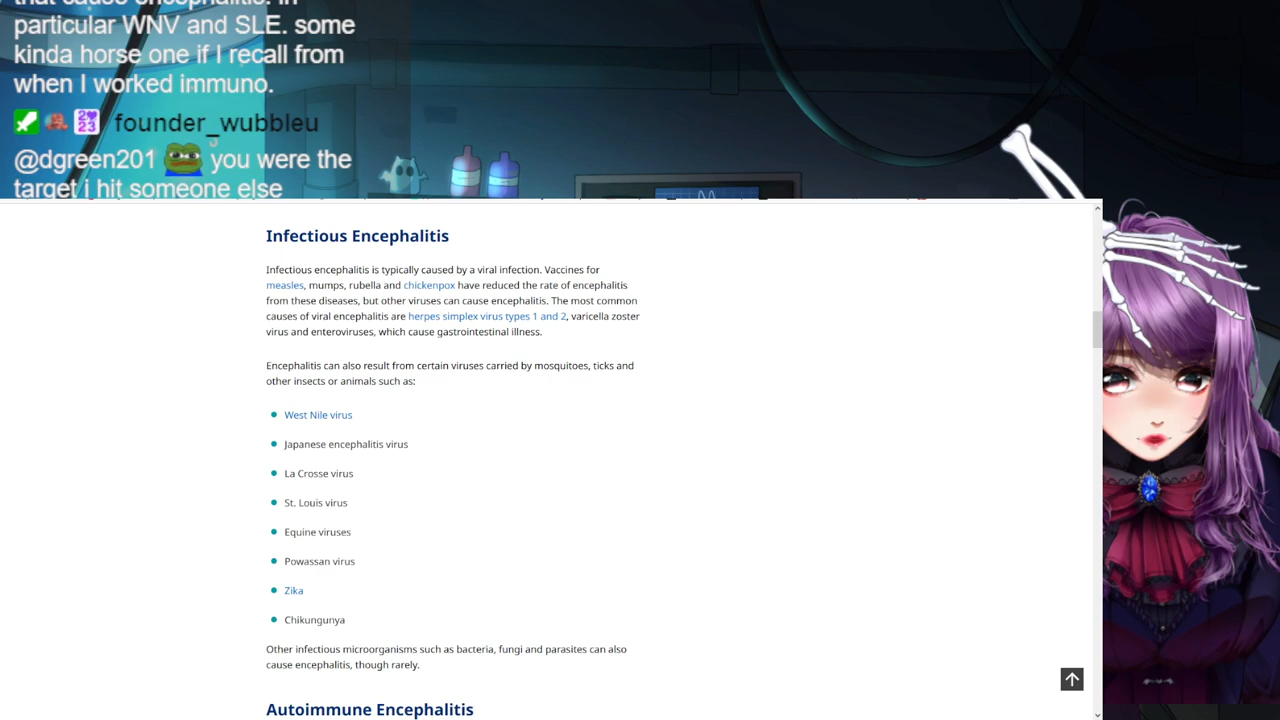 that cause encephalitis. In
particular WNV and SLE. some
kinda horse one if I recall from
when I worked immuno.
founder_wubbleu
@dgreen201 you were the
target i hit someone else
Infectious Encephalitis
Infectious encephalitis is typically caused by a viral infection. Vaccines for
measles, mumps, rubella and chickenpox have reduced the rate of encephalitis
from these diseases, but other viruses can cause encephalitis. The most common
causes of viral encephalitis are herpes simplex virus types 1 and 2, varicella zoster
virus and enteroviruses, which cause gastrointestinal illness.
Encephalitis can also result from certain viruses carried by mosquitoes, ticks and
other insects or animals such as:
West Nile virus
Japanese encephalitis virus
La Crosse virus
St. Louis virus
Equine viruses
Powassan virus
Zika
Chikungunya
Other infectious microorganisms such as bacteria, fungi and parasites can also
cause encephalitis, though rarely.
Autoimmune Encephalitis